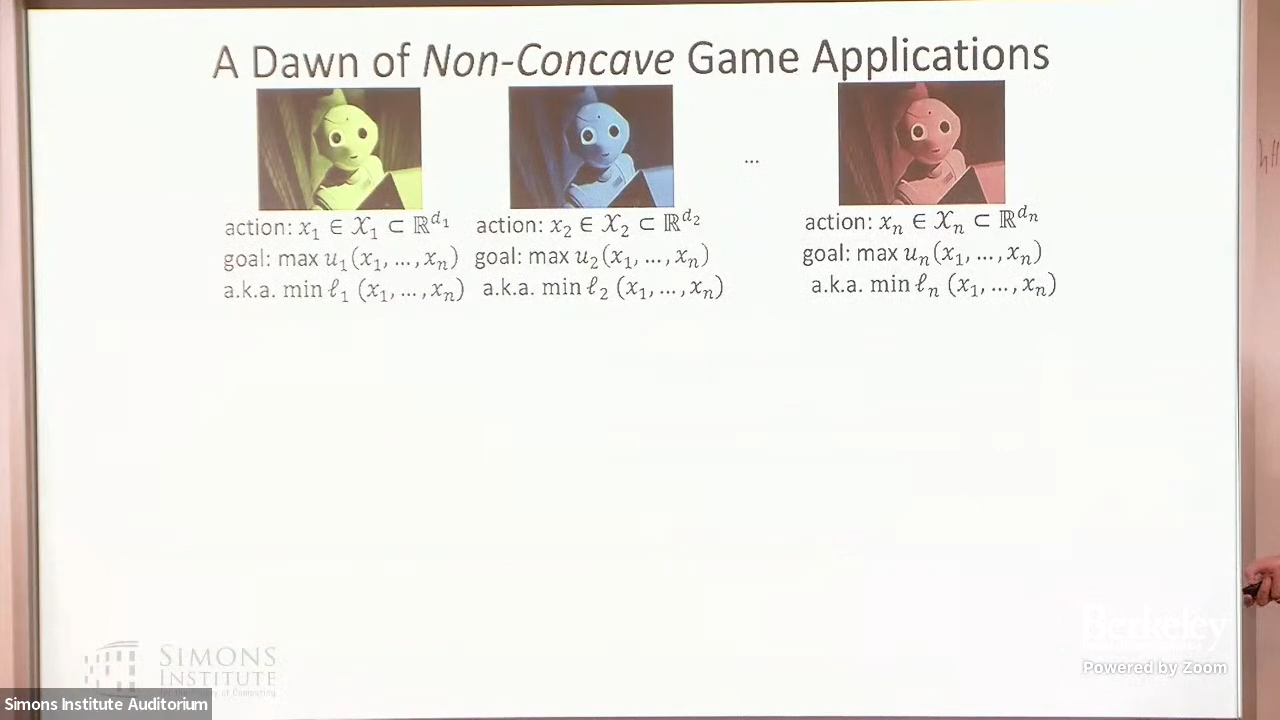 A Dawn of Non-Concave Game Applications
...
action: x₁ ∈ 𝒳₁ ⊂ ℝ^{d₁}
goal: max u₁(x₁, …, xₙ)
a.k.a. min ℓ₁ (x₁, …, xₙ)
action: x₂ ∈ 𝒳₂ ⊂ ℝ^{d₂}
goal: max u₂(x₁, …, xₙ)
a.k.a. min ℓ₂ (x₁, …, xₙ)
action: xₙ ∈ 𝒳ₙ ⊂ ℝ^{dₙ}
goal: max uₙ(x₁, …, xₙ)
a.k.a. min ℓₙ (x₁, …, xₙ)
SIMONS
INSTITUTE
of Computing
Simons Institute Auditorium
Berkeley
Powered by Zoom